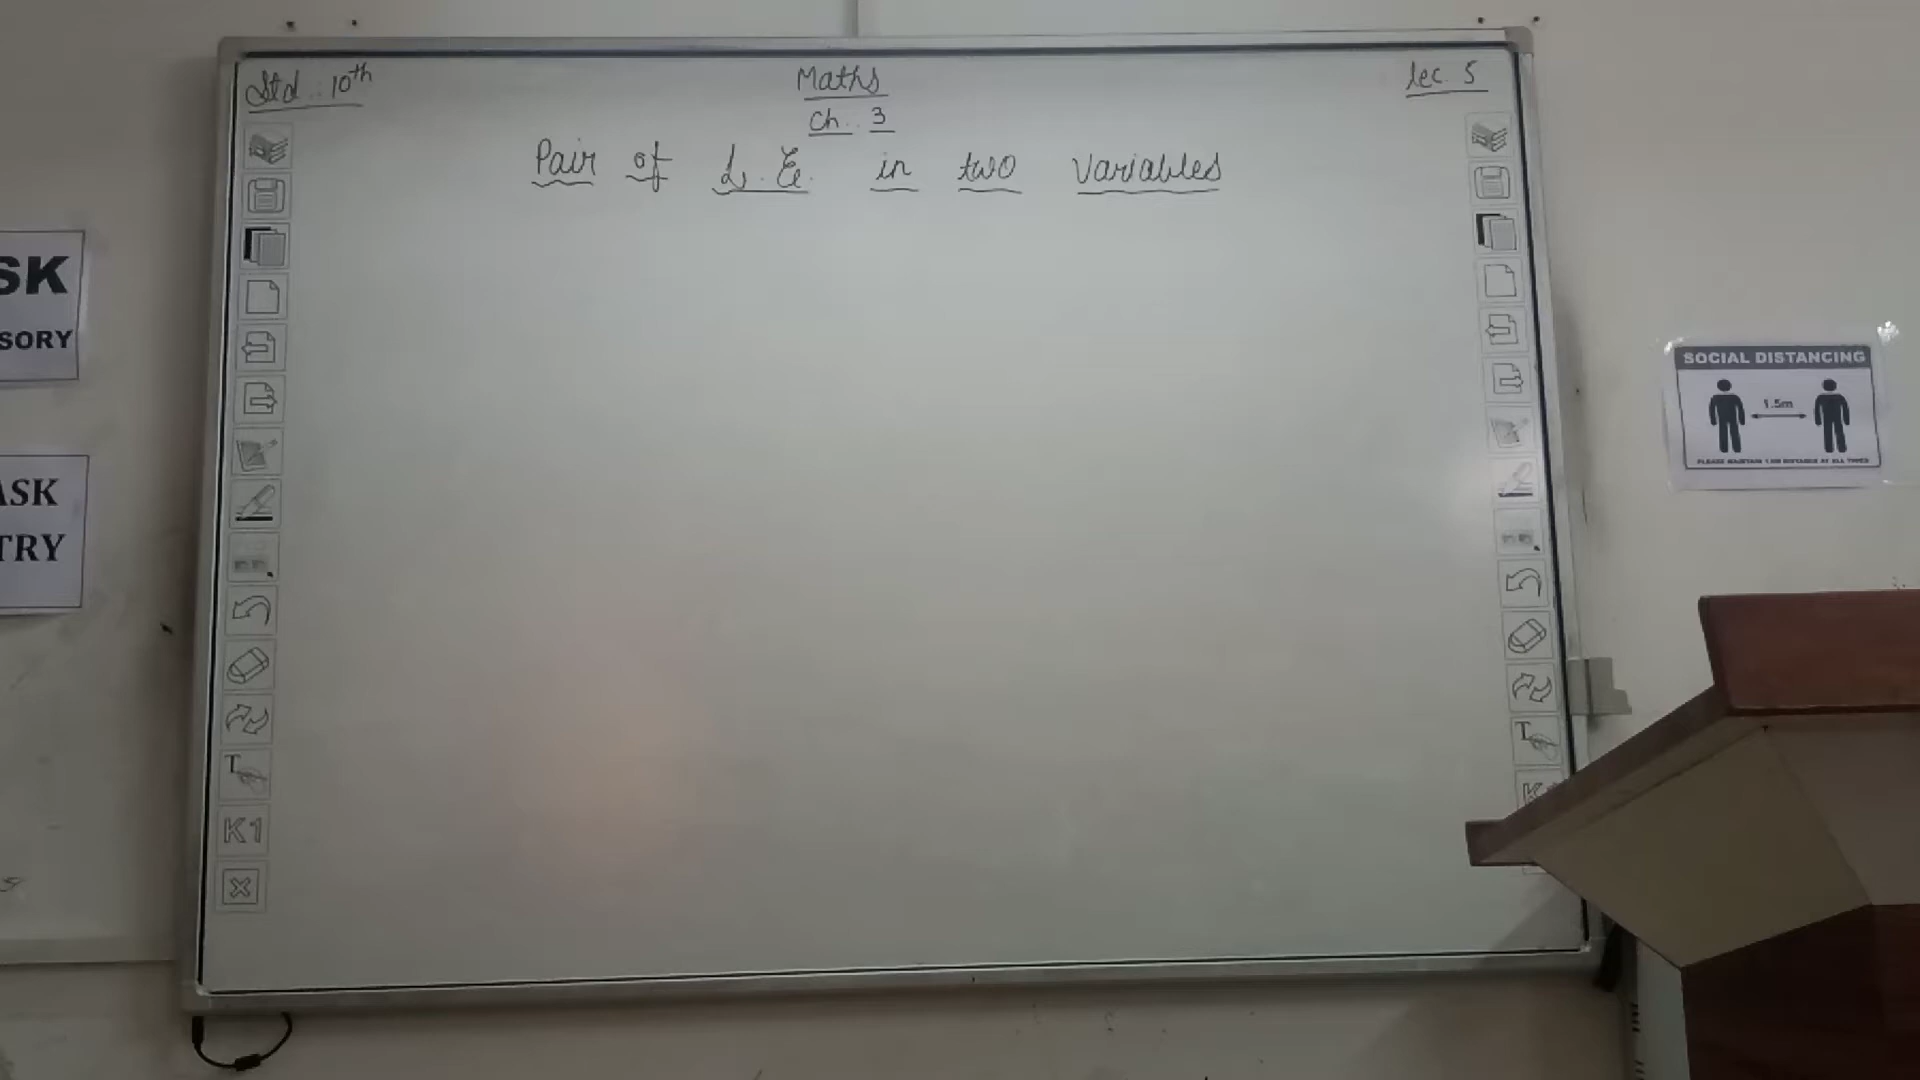 Std. 10th
Maths
Lec. 5
Ch. 3
Pair of L.E. in two Variables
SK
SORY
ASK
TRY
SOCIAL DISTANCING
1.5m
T
K1
T